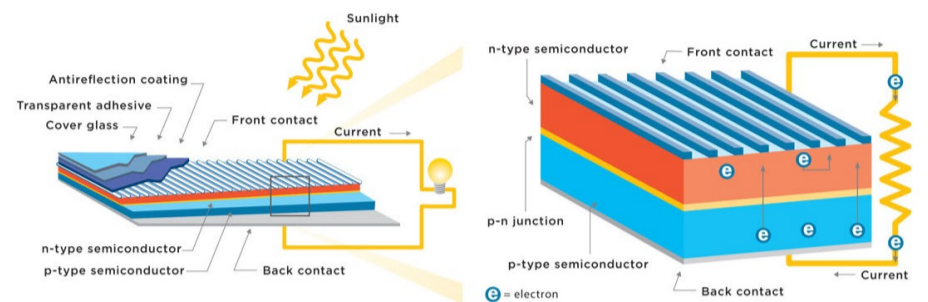 Sunlight
Antireflection coating
Transparent adhesive
Cover glass
Front contact
Current
n-type semiconductor
p-type semiconductor
Back contact
n-type semiconductor
Front contact
Current
e
e
e
p-n junction
e
e
e
e
p-type semiconductor
Current
Back contact
e = electron